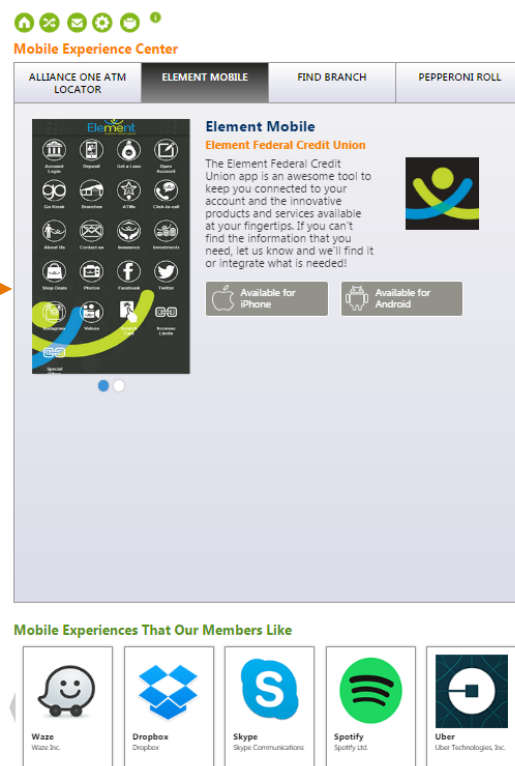 Mobile Experience Center
ALLIANCE ONE ATM
LOCATOR
ELEMENT MOBILE
FIND BRANCH
PEPPERONI ROLL
Element
Account
Login
Deposit
Get a Loan
Open
Account
Go Kiosk
Branches
ATMs
Click-to-call
About Us
Contact us
Insurance
Investments
Shop Deals
Photos
Facebook
Twitter
Instagram
Videos
Increase
Limits
Special
Element Mobile
Element Federal Credit Union
The Element Federal Credit
Union app is an awesome tool to
keep you connected to your
account and the innovative
products and services available
at your fingertips. If you can't
find the information that you
need, let us know and we'll find it
or integrate what is needed!
Available for
iPhone
Available for
Android
Mobile Experiences That Our Members Like
Waze
Waze Inc.
Dropbox
Dropbox
Skype
Skype Communications
Spotify
Spotify Ltd.
Uber
Uber Technologies, Inc.